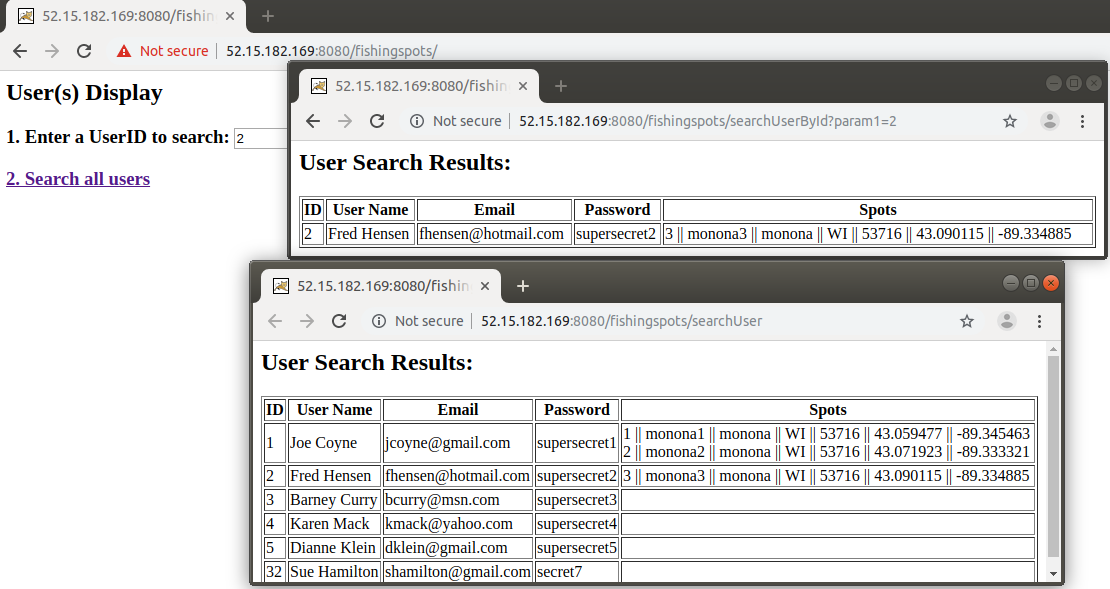 52.15.182.169:8080/fishin
Not secure 52.15.182.169:8080/fishingspots/
User(s) Display
1. Enter a UserID to search: 2
2. Search all users
52.15.182.169:8080/fishin
Not secure 52.15.182.169:8080/fishingspots/searchUserById?param1=2
User Search Results:
ID User Name Email Password Spots
2 Fred Hensen fhensen@hotmail.com supersecret2 3 || monona3 || monona || WI || 53716 || 43.090115 || -89.334885
52.15.182.169:8080/fishin
Not secure 52.15.182.169:8080/fishingspots/searchUser
User Search Results:
ID User Name Email Password Spots
1 Joe Coyne jcoyne@gmail.com supersecret1 1 || monona1 || monona || WI || 53716 || 43.059477 || -89.345463
2 || monona2 || monona || WI || 53716 || 43.071923 || -89.333321
2 Fred Hensen fhensen@hotmail.com supersecret2 3 || monona3 || monona || WI || 53716 || 43.090115 || -89.334885
3 Barney Curry bcurry@msn.com supersecret3
4 Karen Mack kmack@yahoo.com supersecret4
5 Dianne Klein dklein@gmail.com supersecret5
32 Sue Hamilton shamilton@gmail.com secret7